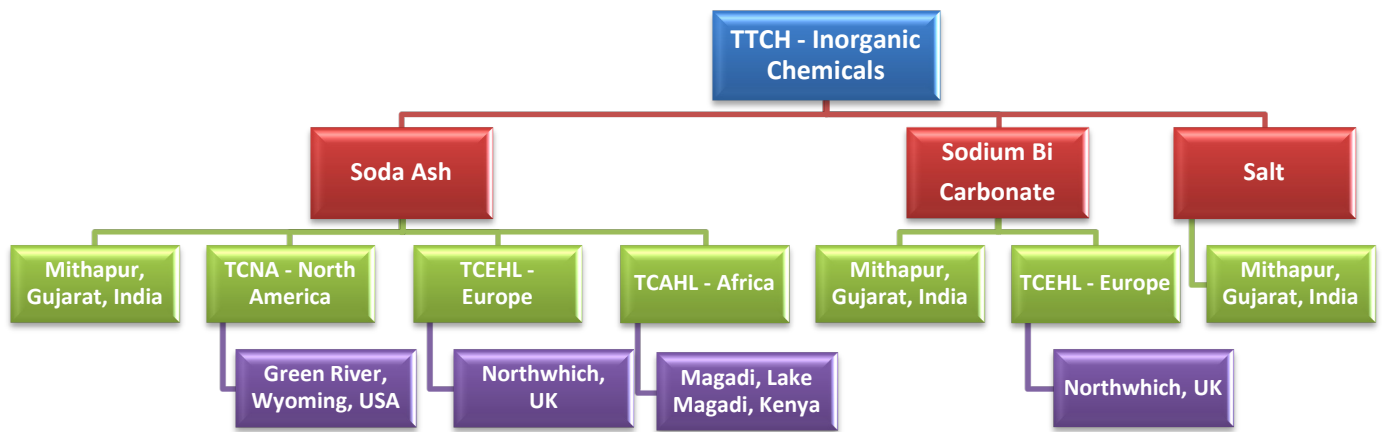 TTCH - Inorganic
Chemicals
Soda Ash
Sodium Bi
Carbonate
Salt
Mithapur,
Gujarat, India
TCNA - North
America
TCEHL -
Europe
TCAHL - Africa
Mithapur,
Gujarat, India
TCEHL - Europe
Mithapur,
Gujarat, India
Green River,
Wyoming, USA
Northwhich,
UK
Magadi, Lake
Magadi, Kenya
Northwhich, UK